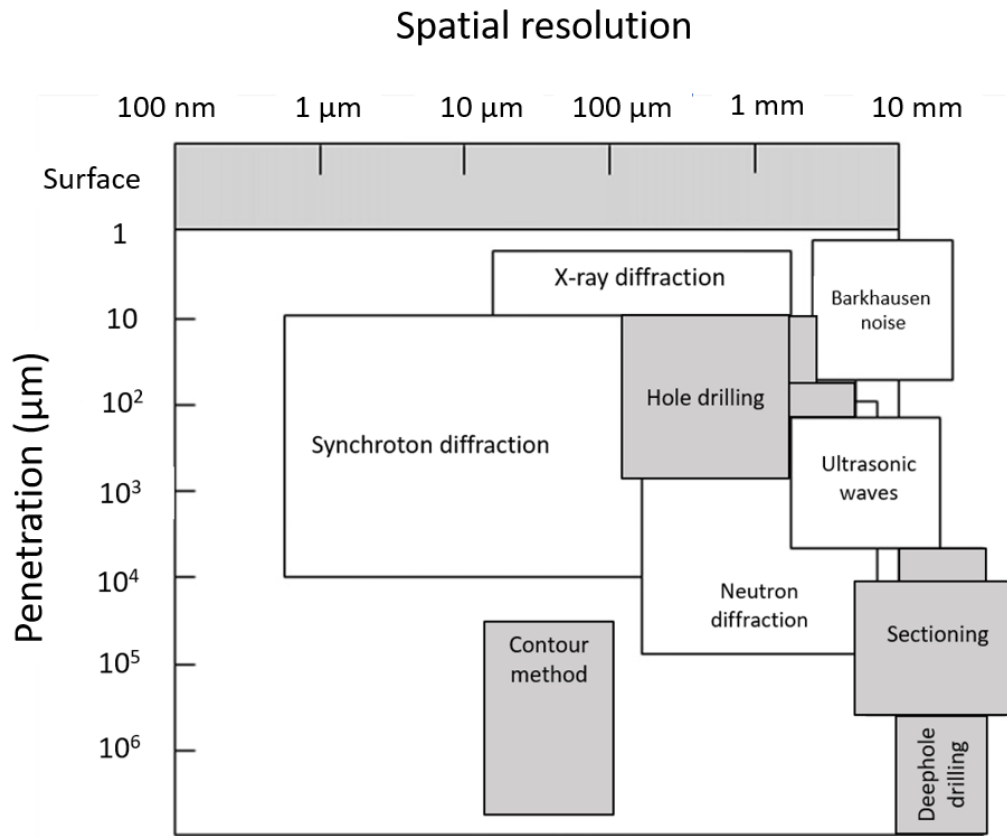 Spatial resolution
100 nm
1 µm
10 µm
100 µm
1 mm
10 mm
Surface
1
10
10²
10³
10⁴
10⁵
10⁶
Penetration (µm)
X-ray diffraction
Barkhausen
noise
Hole drilling
Synchroton diffraction
Ultrasonic
waves
Neutron
diffraction
Sectioning
Contour
method
Deephole
drilling